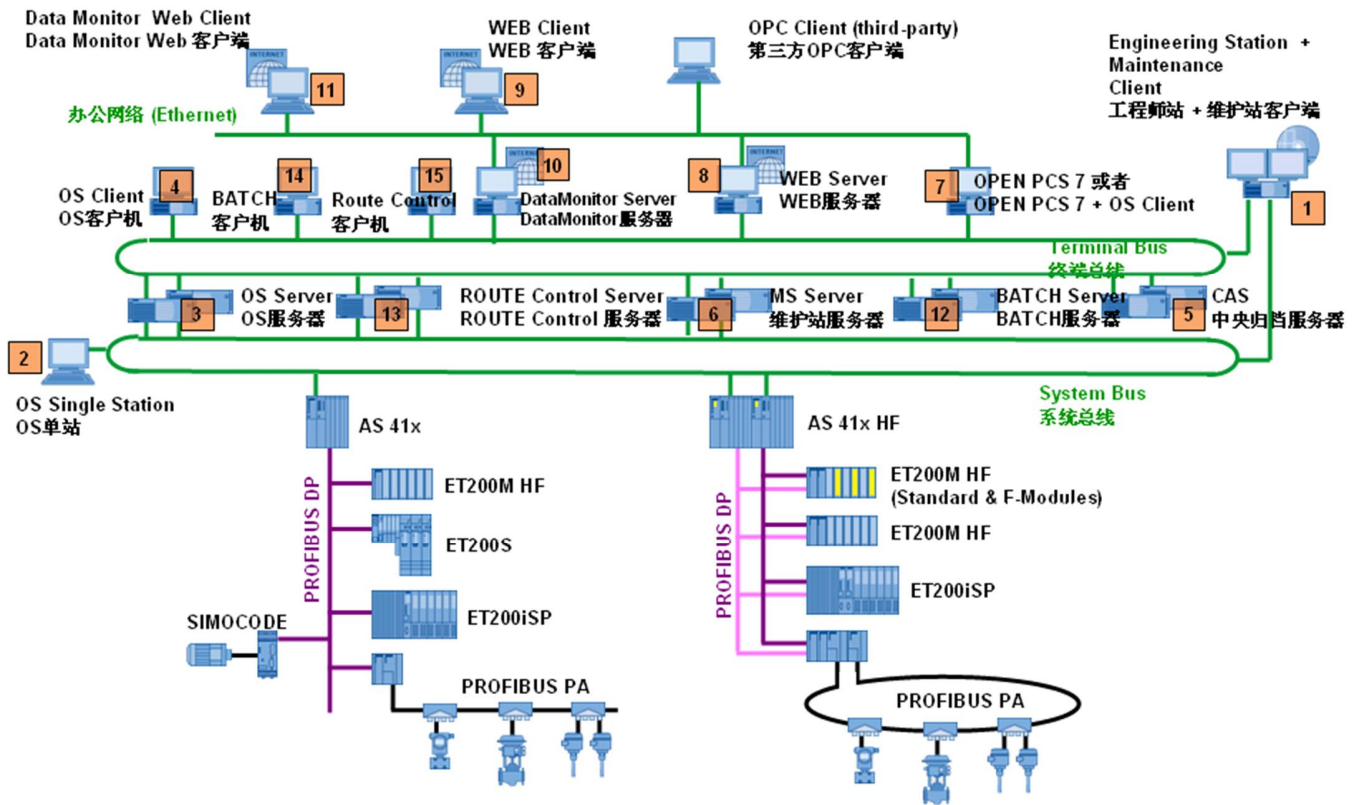 Data Monitor Web Client
Data Monitor Web 客户端
WEB Client
WEB 客户端
OPC Client (third-party)
第三方OPC客户端
Engineering Station +
Maintenance
Client
工程师站 + 维护站客户端
INTERNET
11
INTERNET
9
办公网络 (Ethernet)
1
OS Client
OS客户机
4
BATCH
客户机
14
Route Control
客户机
15
INTERNET
10
DataMonitor Server
DataMonitor服务器
8
INTERNET
WEB Server
WEB服务器
7
OPEN PCS 7 或者
OPEN PCS 7 + OS Client
Terminal Bus
终端总线
3
OS Server
OS服务器
13
ROUTE Control Server
ROUTE Control 服务器
6
MS Server
维护站服务器
12
BATCH Server
BATCH服务器
5
CAS
中央归档服务器
2
OS Single Station
OS单站
System Bus
系统总线
AS 41x
AS 41x HF
PROFIBUS DP
ET200M HF
ET200S
ET200iSP
SIMOCODE
PROFIBUS PA
PROFIBUS DP
ET200M HF
(Standard & F-Modules)
ET200M HF
ET200iSP
PROFIBUS PA